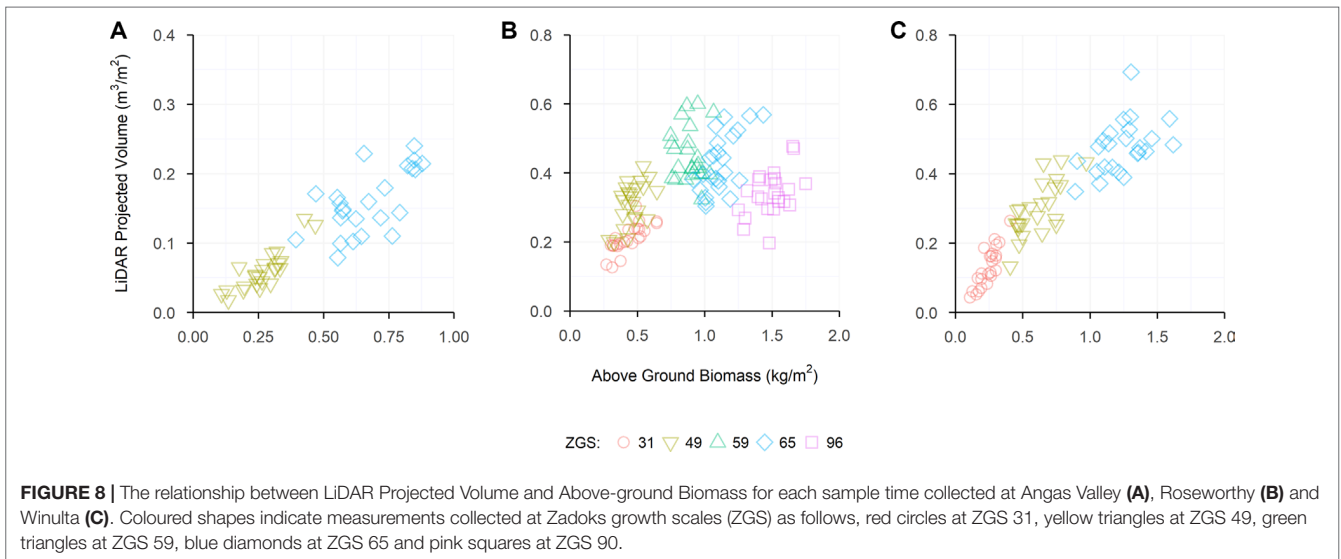 A
B
C
LiDAR Projected Volume (m³/m²)
0.4
0.3
0.2
0.1
0.0
0.00 0.25 0.50 0.75 1.00
0.8
0.6
0.4
0.2
0.0
0.0 0.5 1.0 1.5 2.0
0.8
0.6
0.4
0.2
0.0
0.0 0.5 1.0 1.5 2.0
Above Ground Biomass (kg/m²)
ZGS: 31 49 59 65 96
FIGURE 8 | The relationship between LiDAR Projected Volume and Above-ground Biomass for each sample time collected at Angas Valley (A), Roseworthy (B) and
Winulta (C). Coloured shapes indicate measurements collected at Zadoks growth scales (ZGS) as follows, red circles at ZGS 31, yellow triangles at ZGS 49, green
triangles at ZGS 59, blue diamonds at ZGS 65 and pink squares at ZGS 90.